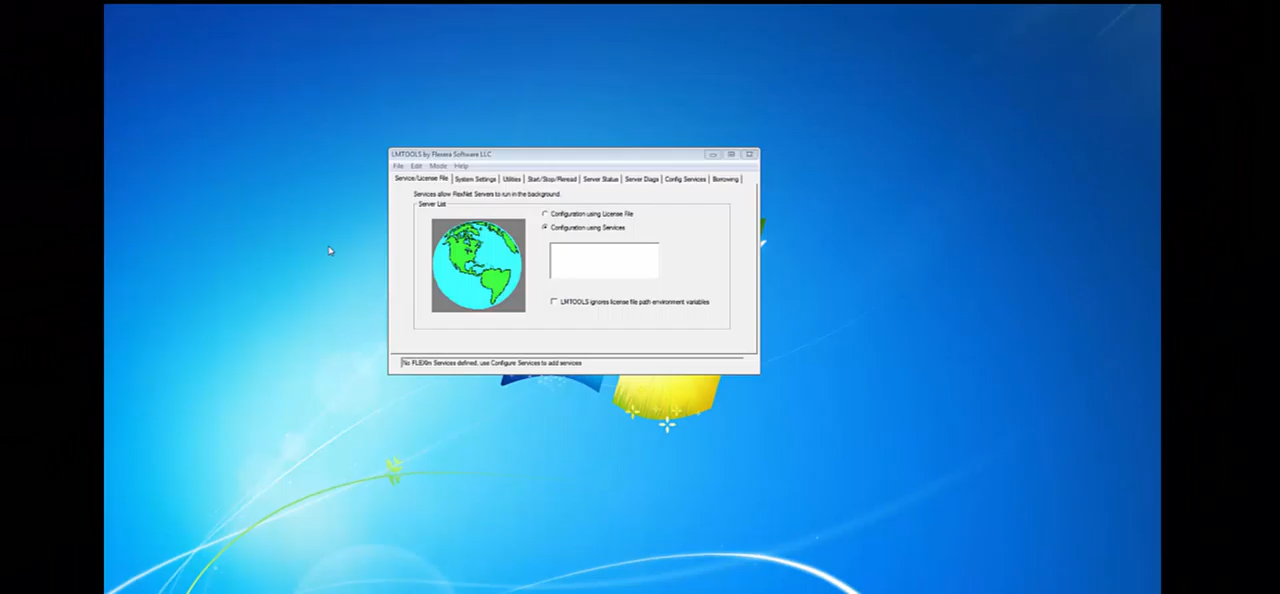 LMTOOLS by Flexera Software LLC
File Edit Mode Help
Service/License File System Settings Utilities Start/Stop/Reread Server Status Server Diags Config Services Borrowing
Services allow FlexNet Servers to run in the background.
Server List
Configuration using License File
Configuration using Services
LMTOOLS ignores license file path environment variables
No FLEXlm Services defined, use Configure Services to add services